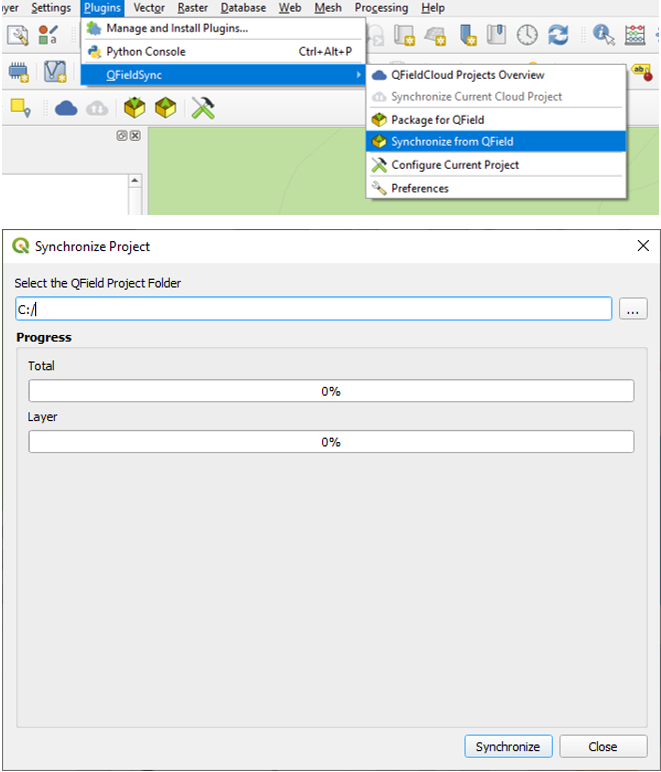 yer Settings Plugins Vector Raster Database Web Mesh Processing Help
Manage and Install Plugins...
Python Console Ctrl+Alt+P
QFieldSync
QFieldCloud Projects Overview
Synchronize Current Cloud Project
Package for QField
Synchronize from QField
Configure Current Project
Preferences
a
ab
Synchronize Project
Select the QField Project Folder
C:/
...
Progress
Total
0%
Layer
0%
Synchronize Close